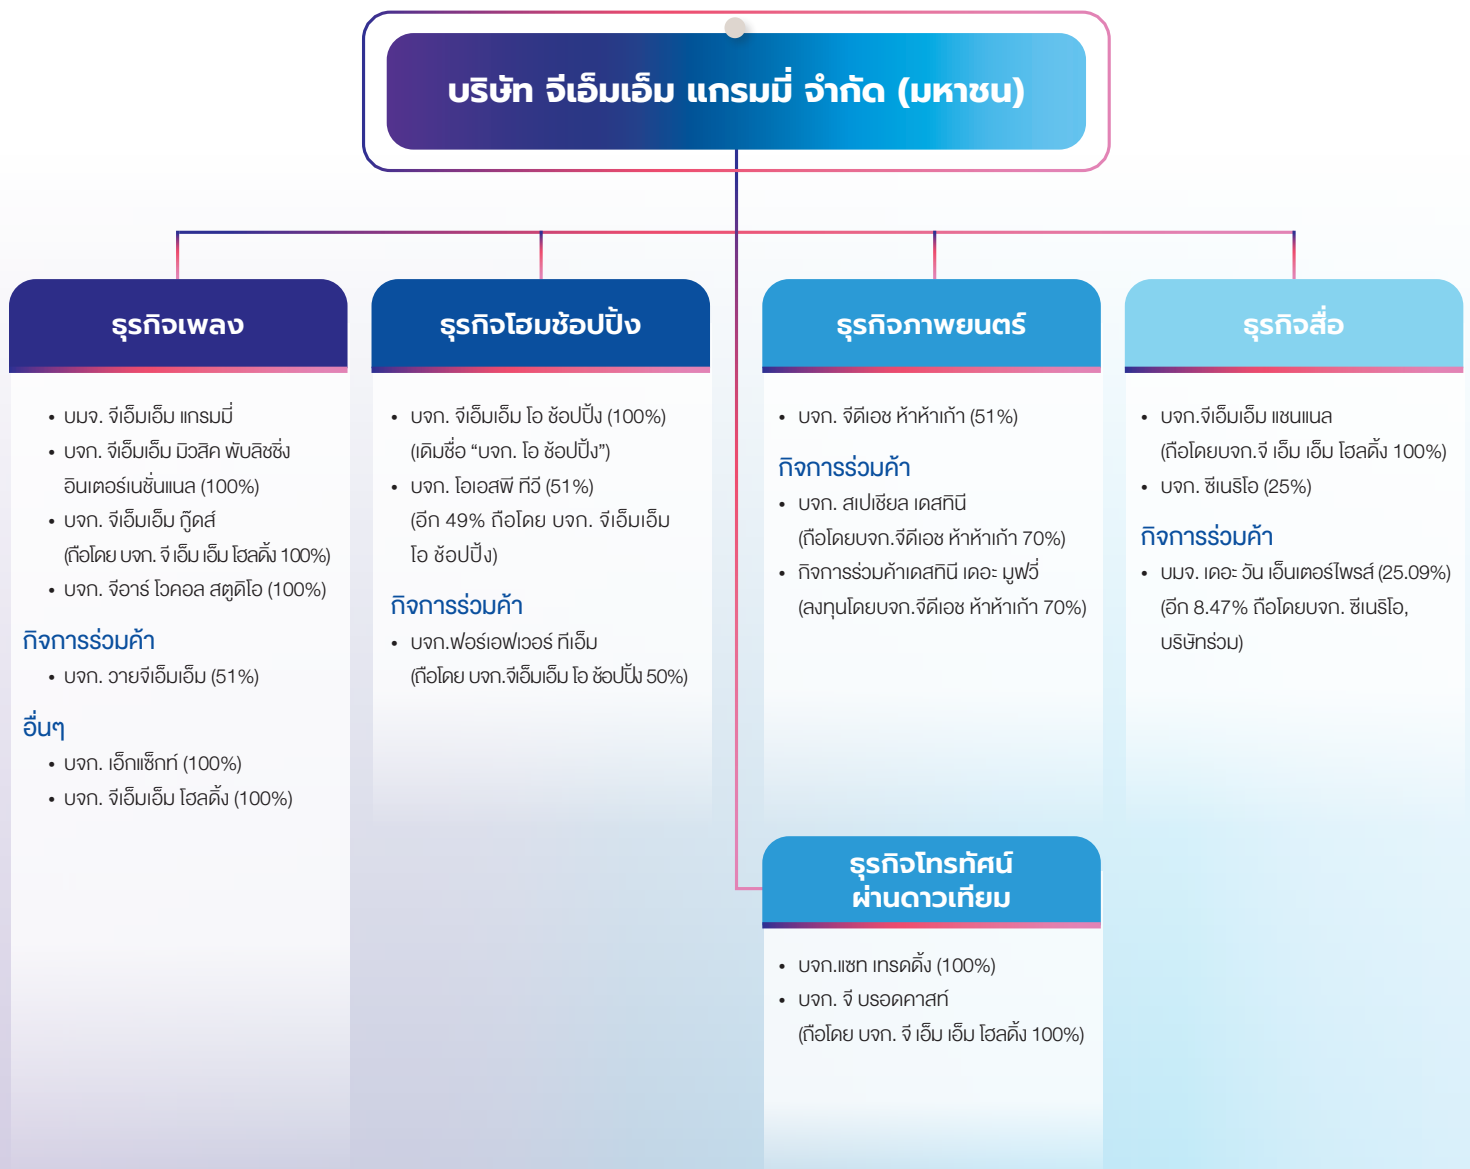 บริษัท จีเอ็มเอ็ม แกรมมี่ จำกัด (มหาชน)
ธุรกิจเพลง
• บมจ. จีเอ็มเอ็ม แกรมมี่
• บจก. จีเอ็มเอ็ม มิวสิค พับลิชชิ่ง
อินเตอร์เนชั่นแนล (100%)
• บจก. จีเอ็มเอ็ม กู๊ดส์
(ถือโดย บจก. จี เอ็ม เอ็ม โฮลดิ้ง 100%)
• บจก. จีอาร์ โวคอล สตูดิโอ (100%)
กิจการร่วมค้า
• บจก. วายจีเอ็มเอ็ม (51%)
อื่นๆ
• บจก. เอ็กแซ็กท์ (100%)
• บจก. จีเอ็มเอ็ม โฮลดิ้ง (100%)
ธุรกิจโฮมช้อปปิ้ง
• บจก. จีเอ็มเอ็ม โอ ช้อปปิ้ง (100%)
(เดิมชื่อ “บจก. โอ ช้อปปิ้ง”)
• บจก. โอเอสพี ทีวี (51%)
(อีก 49% ถือโดย บจก. จีเอ็มเอ็ม
โอ ช้อปปิ้ง)
กิจการร่วมค้า
• บจก.ฟอร์เอฟเวอร์ ทีเอ็ม
(ถือโดย บจก.จีเอ็มเอ็ม โอ ช้อปปิ้ง 50%)
ธุรกิจภาพยนตร์
• บจก. จีดีเอช ห้าห้าเก้า (51%)
กิจการร่วมค้า
• บจก. สเปเชียล เดสทินี
(ถือโดยบจก.จีดีเอช ห้าห้าเก้า 70%)
• กิจการร่วมค้าเดสทินี เดอะ มูฟวี่
(ลงทุนโดยบจก.จีดีเอช ห้าห้าเก้า 70%)
ธุรกิจสื่อ
• บจก.จีเอ็มเอ็ม แชนแนล
(ถือโดยบจก.จี เอ็ม เอ็ม โฮลดิ้ง 100%)
• บจก. ซีเนริโอ (25%)
กิจการร่วมค้า
• บมจ. เดอะ วัน เอ็นเตอร์ไพรส์ (25.09%)
(อีก 8.47% ถือโดยบจก. ซีเนริโอ,
บริษัทร่วม)
ธุรกิจโทรทัศน์
ผ่านดาวเทียม
• บจก.แซท เทรดดิ้ง (100%)
• บจก. จี บรอดคาสท์
(ถือโดย บจก. จี เอ็ม เอ็ม โฮลดิ้ง 100%)